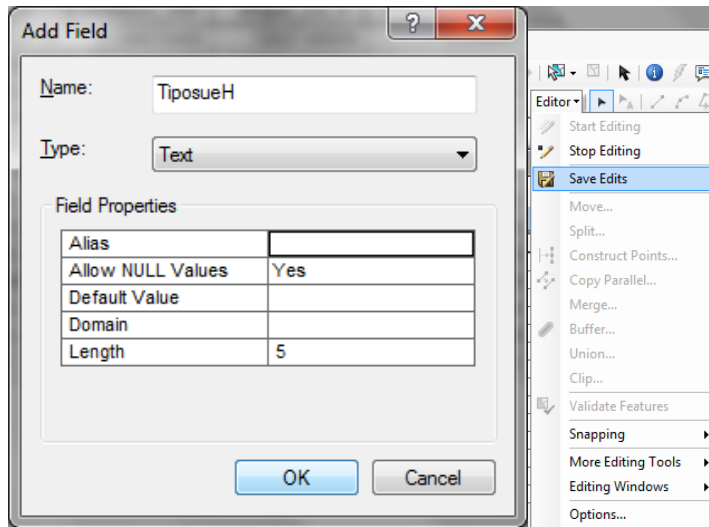 Add Field
Name: TiposueH
Type: Text
Field Properties
Alias
Allow NULL Values Yes
Default Value
Domain
Length 5
OK Cancel
Editor
Start Editing
Stop Editing
Save Edits
Move...
Split...
Construct Points...
Copy Parallel...
Merge...
Buffer...
Union...
Clip...
Validate Features
Snapping
More Editing Tools
Editing Windows
Options...